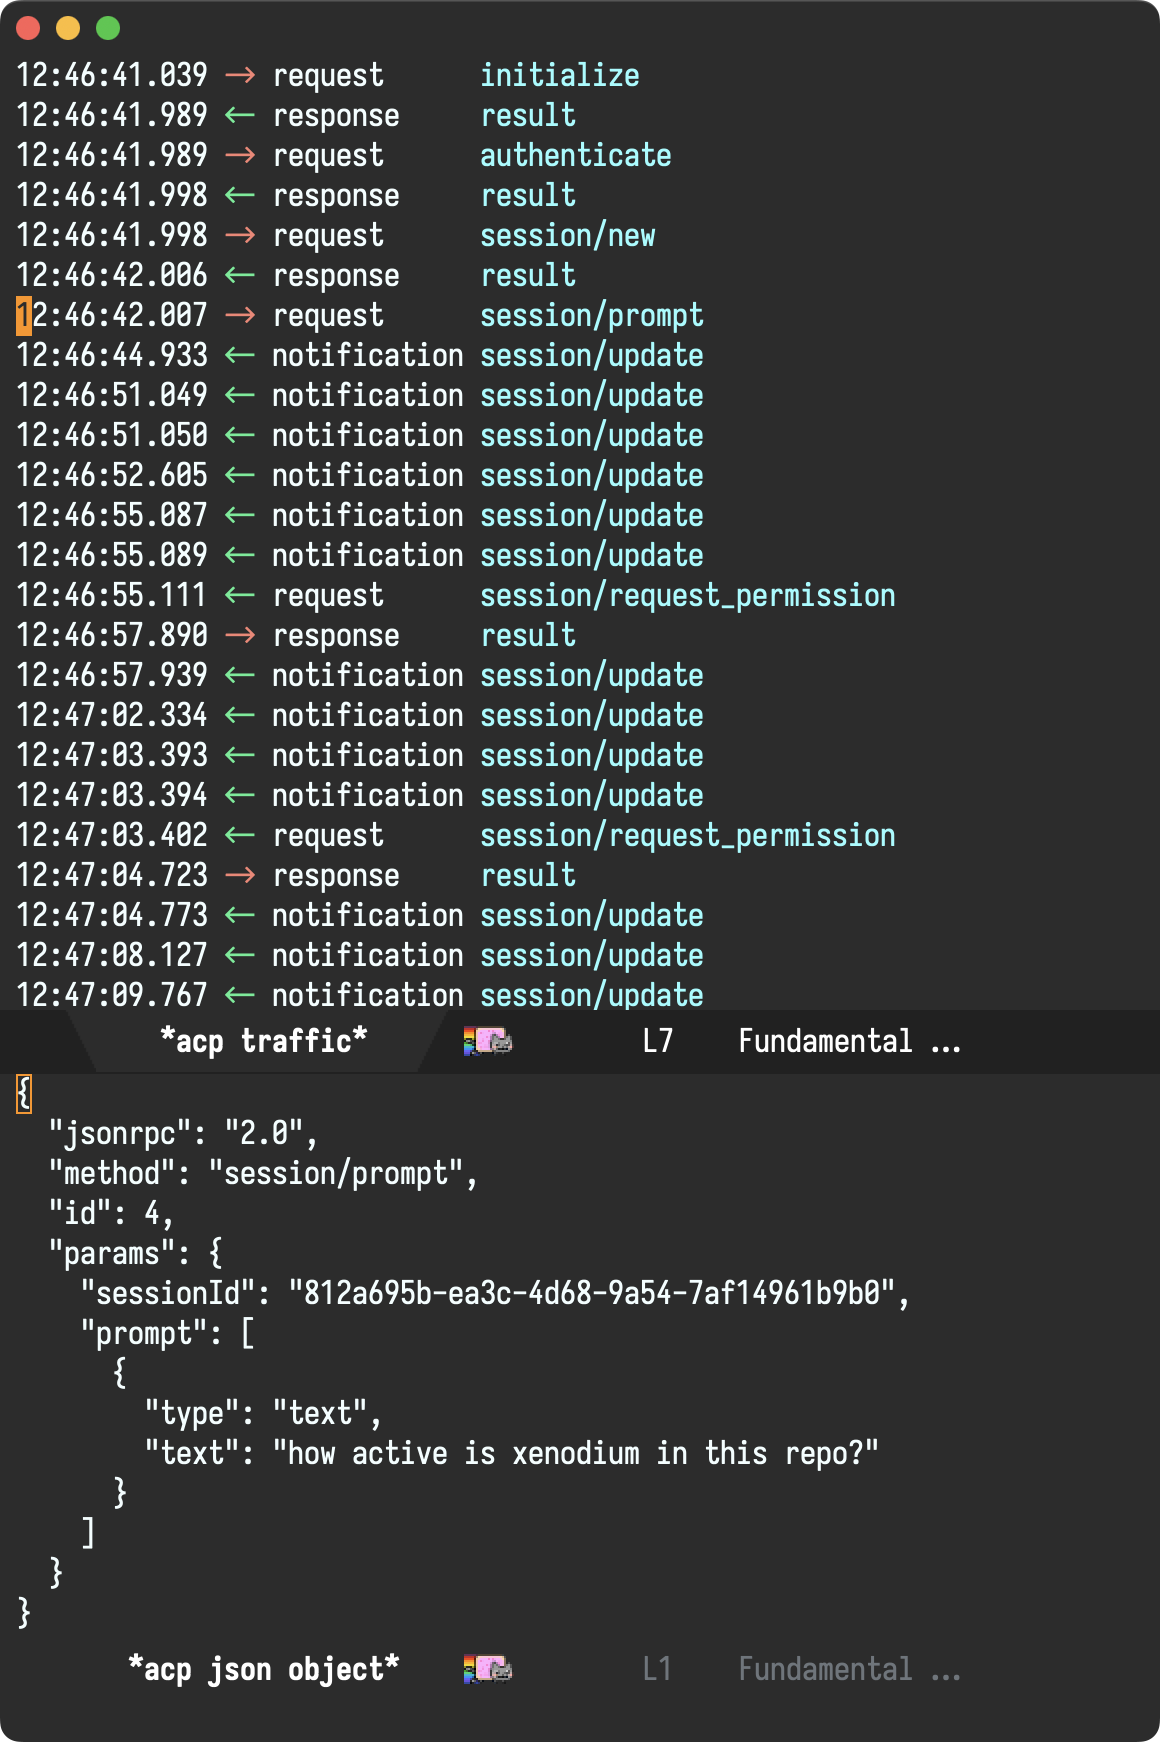 12:46:41.039 → request     initialize
12:46:41.989 ← response     result
12:46:41.989 → request     authenticate
12:46:41.998 ← response     result
12:46:41.998 → request     session/new
12:46:42.006 ← response     result
12:46:42.007 → request     session/prompt
12:46:44.933 ← notification session/update
12:46:51.049 ← notification session/update
12:46:51.050 ← notification session/update
12:46:52.605 ← notification session/update
12:46:55.087 ← notification session/update
12:46:55.089 ← notification session/update
12:46:55.111 ← request     session/request_permission
12:46:57.890 → response     result
12:46:57.939 ← notification session/update
12:47:02.334 ← notification session/update
12:47:03.393 ← notification session/update
12:47:03.394 ← notification session/update
12:47:03.402 ← request     session/request_permission
12:47:04.723 → response     result
12:47:04.773 ← notification session/update
12:47:08.127 ← notification session/update
12:47:09.767 ← notification session/update
*acp traffic*     L7    Fundamental ...
{
  "jsonrpc": "2.0",
  "method": "session/prompt",
  "id": 4,
  "params": {
    "sessionId": "812a695b-ea3c-4d68-9a54-7af14961b9b0",
    "prompt": [
      {
        "type": "text",
        "text": "how active is xenodium in this repo?"
      }
    ]
  }
}
*acp json object*     L1    Fundamental ...